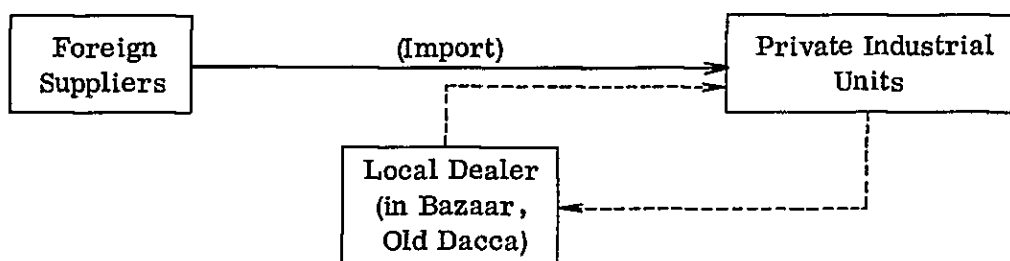 Foreign
Suppliers
(Import)
Private Industrial
Units
Local Dealer
(in Bazaar,
Old Dacca)